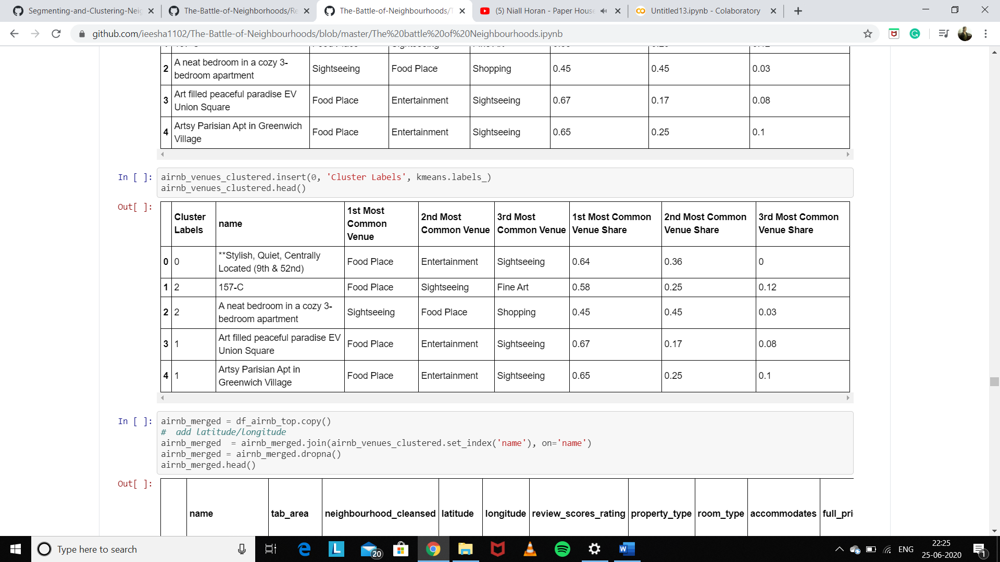 Segmenting-and-Clustering-Neig
The-Battle-of-Neighborhoods/Re
The-Battle-of-Neighbourhoods/T
(5) Niall Horan - Paper House
Untitled13.ipynb - Colaboratory
github.com/ieesha1102/The-Battle-of-Neighbourhoods/blob/master/The%20battle%20of%20Neighbourhoods.ipynb
2 A neat bedroom in a cozy 3-bedroom apartment Sightseeing Food Place Shopping 0.45 0.45 0.03
3 Art filled peaceful paradise EV Union Square Food Place Entertainment Sightseeing 0.67 0.17 0.08
4 Artsy Parisian Apt in Greenwich Village Food Place Entertainment Sightseeing 0.65 0.25 0.1
In [ ]: airnb_venues_clustered.insert(0, 'Cluster Labels', kmeans.labels_)
airnb_venues_clustered.head()
Out[ ]:
Cluster Labels name 1st Most Common Venue 2nd Most Common Venue 3rd Most Common Venue 1st Most Common Venue Share 2nd Most Common Venue Share 3rd Most Common Venue Share
0 0 **Stylish, Quiet, Centrally Located (9th & 52nd) Food Place Entertainment Sightseeing 0.64 0.36 0
1 2 157-C Food Place Sightseeing Fine Art 0.58 0.25 0.12
2 2 A neat bedroom in a cozy 3-bedroom apartment Sightseeing Food Place Shopping 0.45 0.45 0.03
3 1 Art filled peaceful paradise EV Union Square Food Place Entertainment Sightseeing 0.67 0.17 0.08
4 1 Artsy Parisian Apt in Greenwich Village Food Place Entertainment Sightseeing 0.65 0.25 0.1
In [ ]: airnb_merged = df_airnb_top.copy()
# add latitude/longitude
airnb_merged = airnb_merged.join(airnb_venues_clustered.set_index('name'), on='name')
airnb_merged = airnb_merged.dropna()
airnb_merged.head()
Out[ ]:
name tab_area neighbourhood_cleansed latitude longitude review_scores_rating property_type room_type accommodates full_pri
Type here to search
20
ENG
22:25
25-06-2020
1